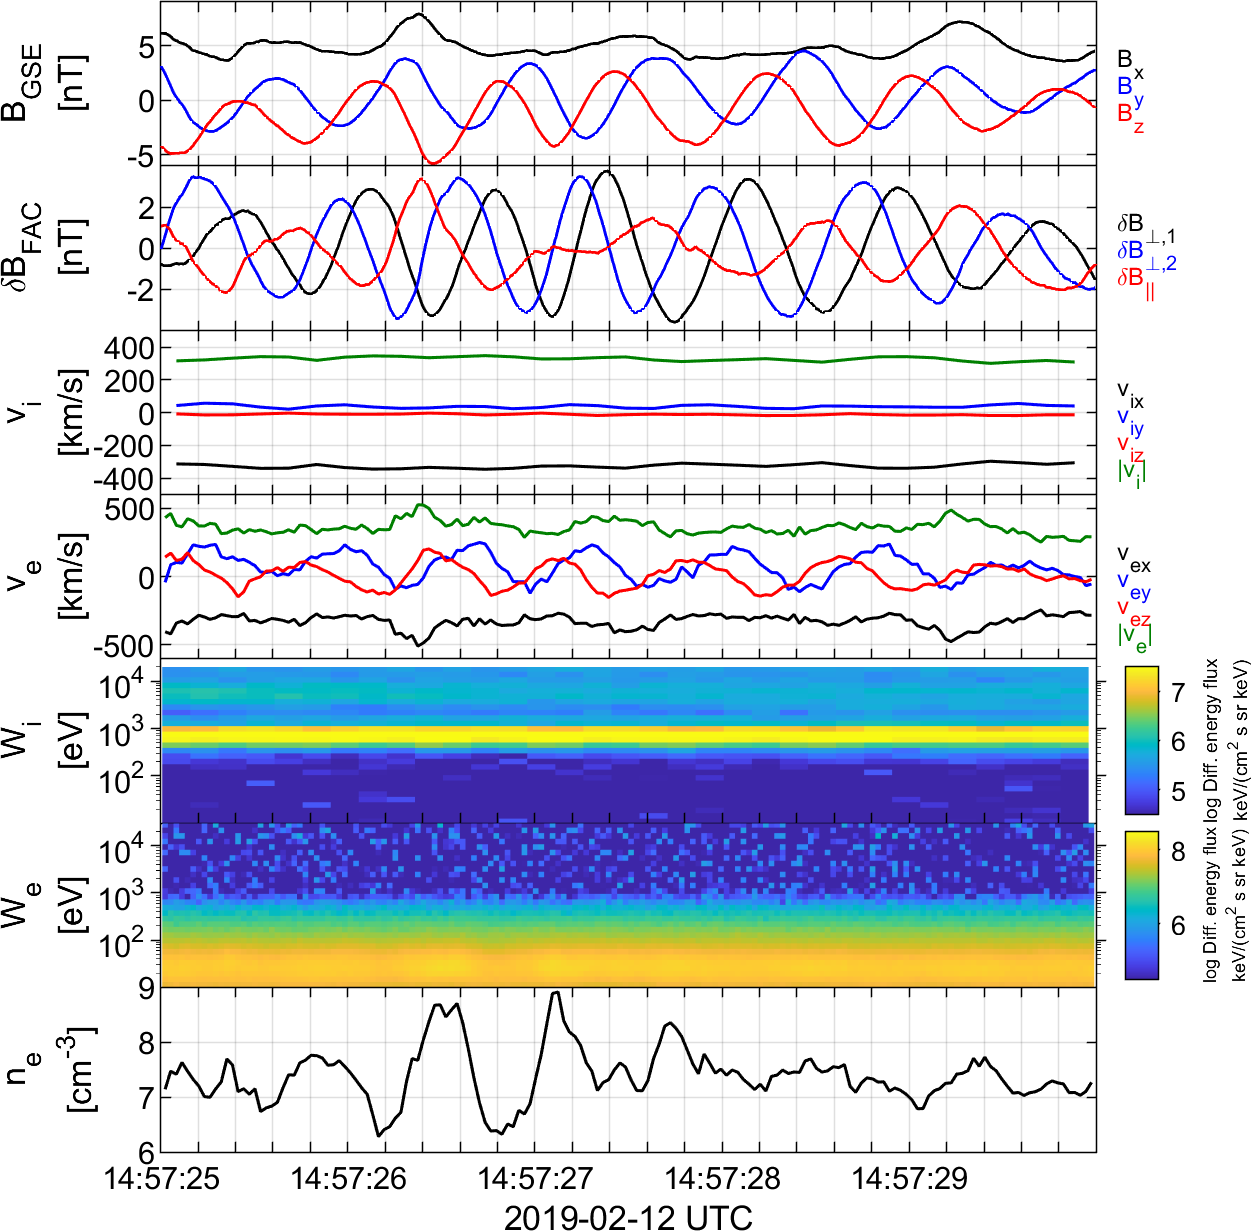 B_GSE [nT]
5
0
-5
B_x
B_y
B_z
δB_FAC [nT]
2
0
-2
δB_⊥,1
δB_⊥,2
δB_||
v_i [km/s]
400
200
0
-200
-400
v_ix
v_iy
v_iz
|v_i|
v_e [km/s]
500
0
-500
v_ex
v_ey
v_ez
|v_e|
W_i [eV]
10^4
10^3
10^2
7
6
5
log Diff. energy flux
keV/(cm^2 s sr keV)
W_e [eV]
10^4
10^3
10^2
8
6
log Diff. energy flux
keV/(cm^2 s sr keV)
n_e [cm^-3]
9
8
7
6
14:57:25 14:57:26 14:57:27 14:57:28 14:57:29
2019-02-12 UTC